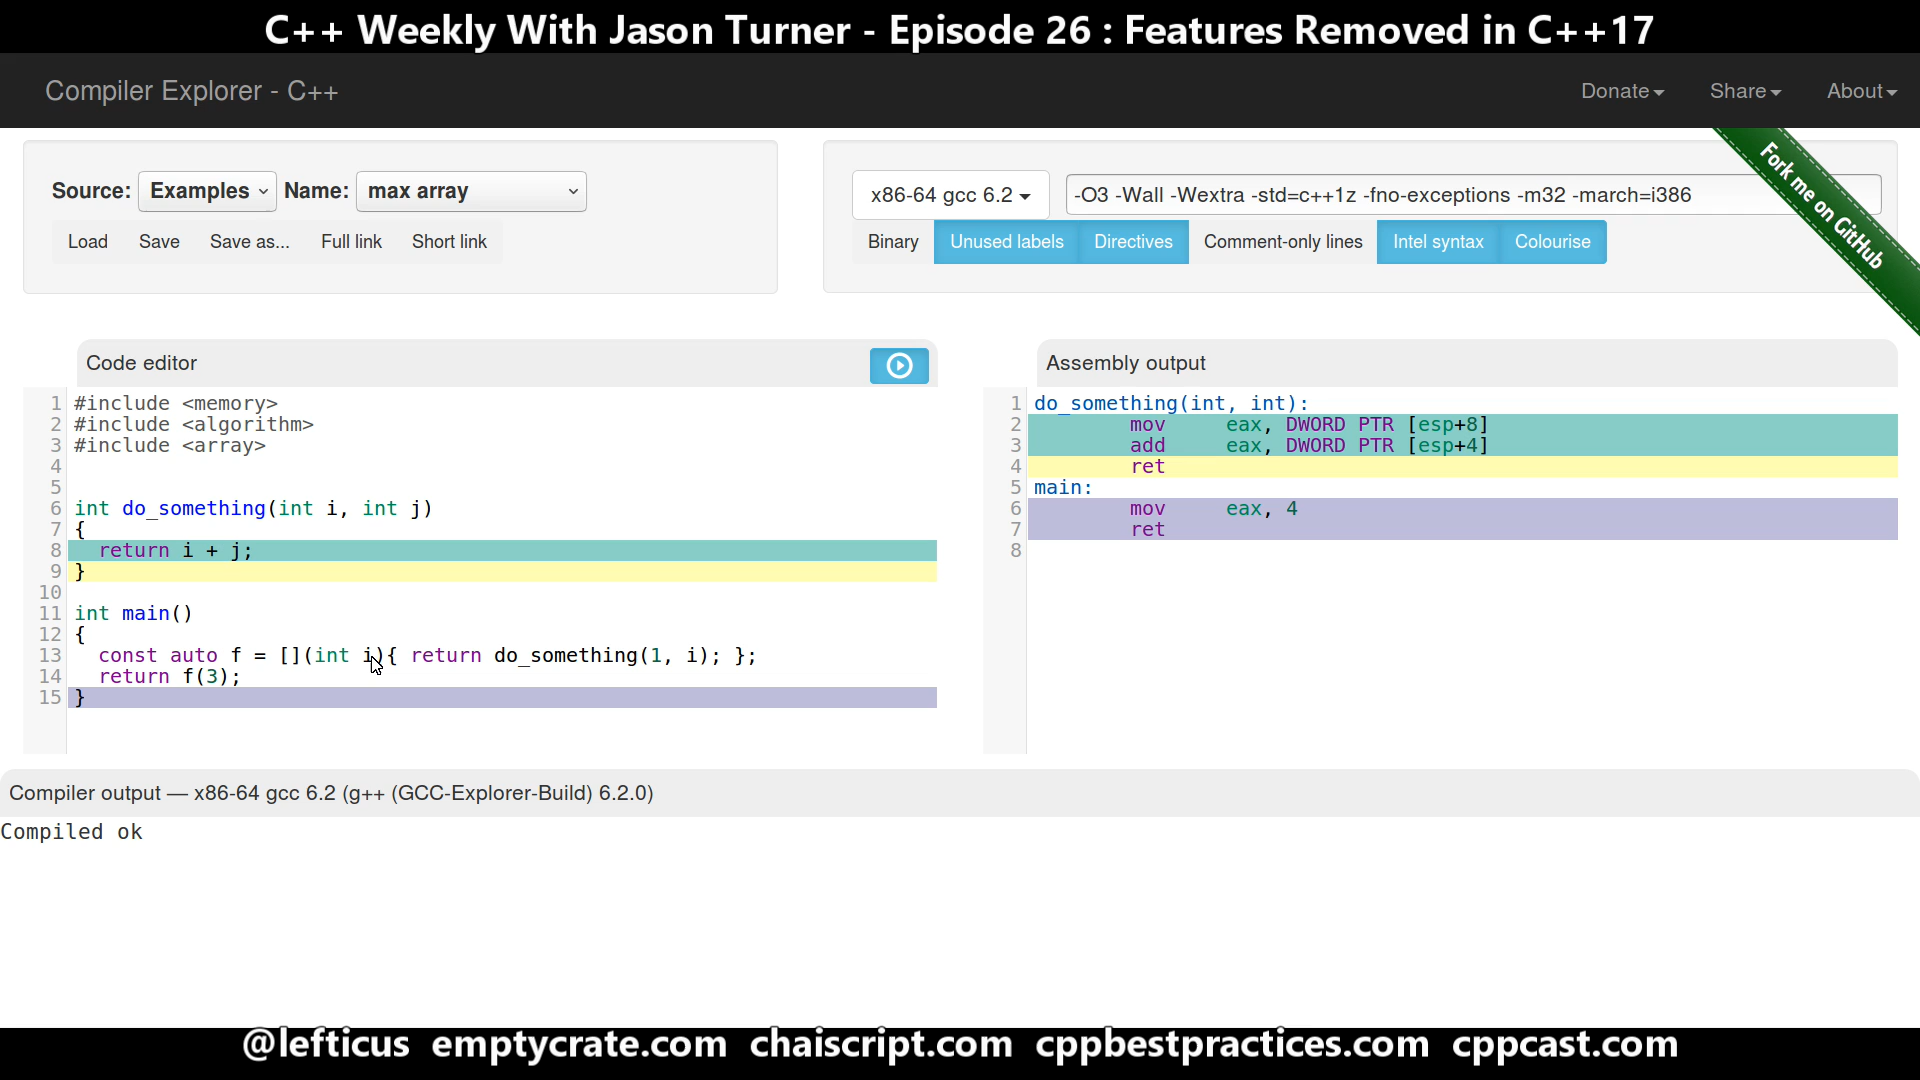 C++ Weekly With Jason Turner - Episode 26 : Features Removed in C++17
Compiler Explorer - C++
Donate
Share
About
Fork me on GitHub
Source:
Examples
Name:
max array
Load
Save
Save as...
Full link
Short link
x86-64 gcc 6.2
-O3 -Wall -Wextra -std=c++1z -fno-exceptions -m32 -march=i386
Binary
Unused labels
Directives
Comment-only lines
Intel syntax
Colourise
Code editor
1 #include <memory>
2 #include <algorithm>
3 #include <array>
4
5
6 int do_something(int i, int j)
7 {
8   return i + j;
9 }
10
11 int main()
12 {
13   const auto f = [](int i){ return do_something(1, i); };
14   return f(3);
15 }
Assembly output
1 do_something(int, int):
2         mov     eax, DWORD PTR [esp+8]
3         add     eax, DWORD PTR [esp+4]
4         ret
5 main:
6         mov     eax, 4
7         ret
8
Compiler output — x86-64 gcc 6.2 (g++ (GCC-Explorer-Build) 6.2.0)
Compiled ok
@lefticus emptycrate.com chaiscript.com cppbestpractices.com cppcast.com